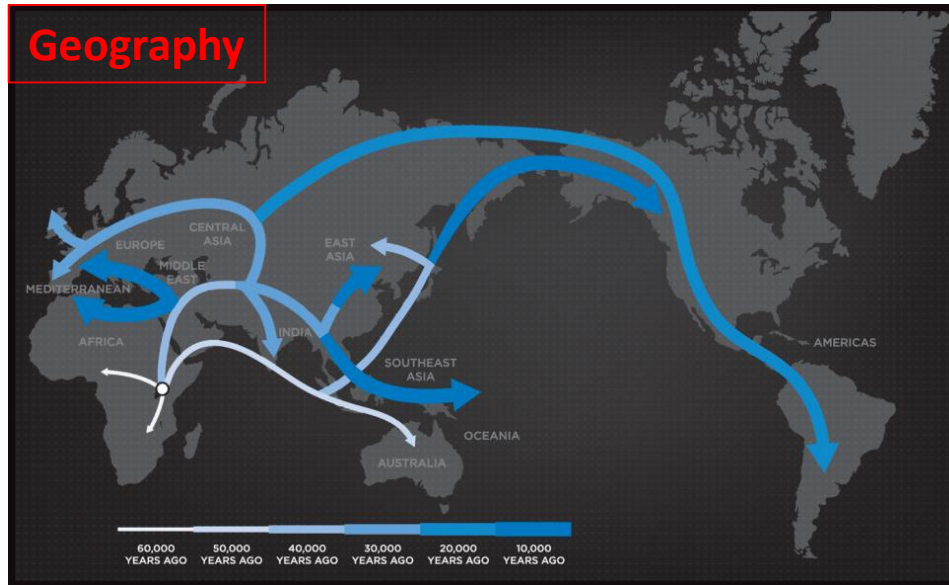 Geography
CENTRAL
ASIA
EUROPE
EAST
ASIA
MIDDLE
EAST
MEDITERRANEAN
INDIA
AFRICA
AMERICAS
SOUTHEAST
ASIA
OCEANIA
AUSTRALIA
60,000
YEARS AGO
50,000
YEARS AGO
40,000
YEARS AGO
30,000
YEARS AGO
20,000
YEARS AGO
10,000
YEARS AGO